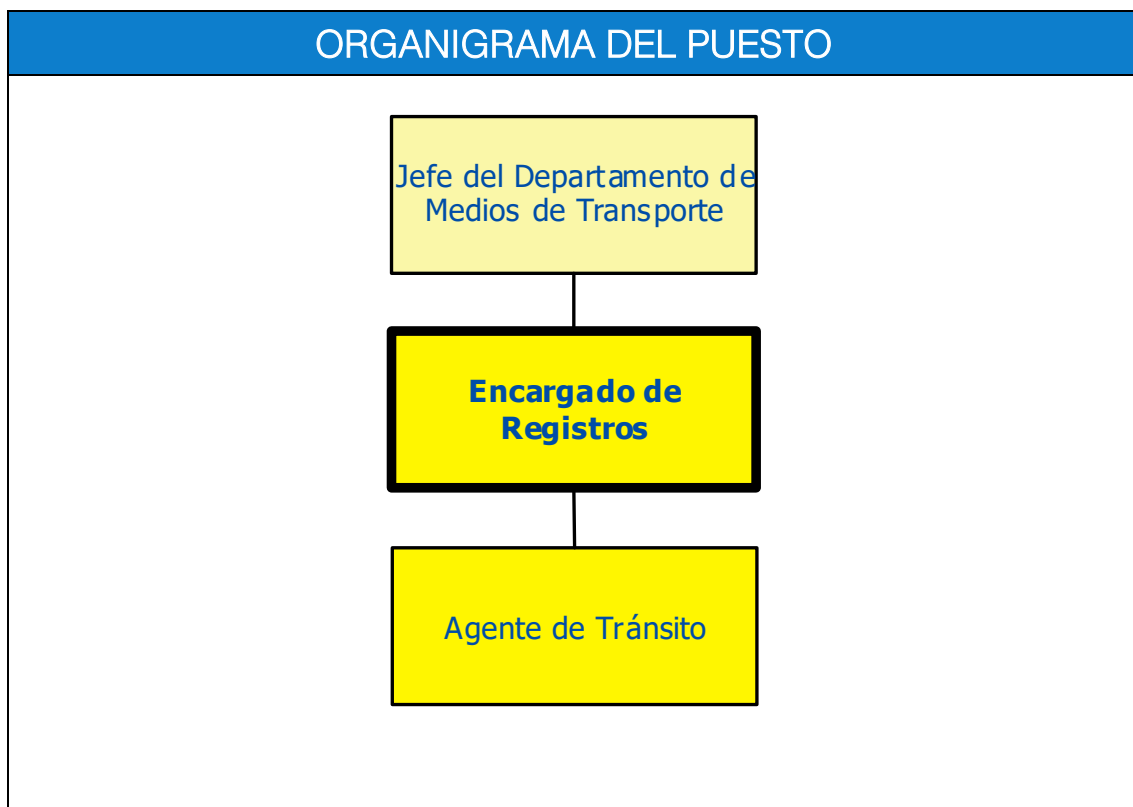 ORGANIGRAMA DEL PUESTO
Jefe del Departamento de
Medios de Transporte
Encargado de
Registros
Agente de Tránsito